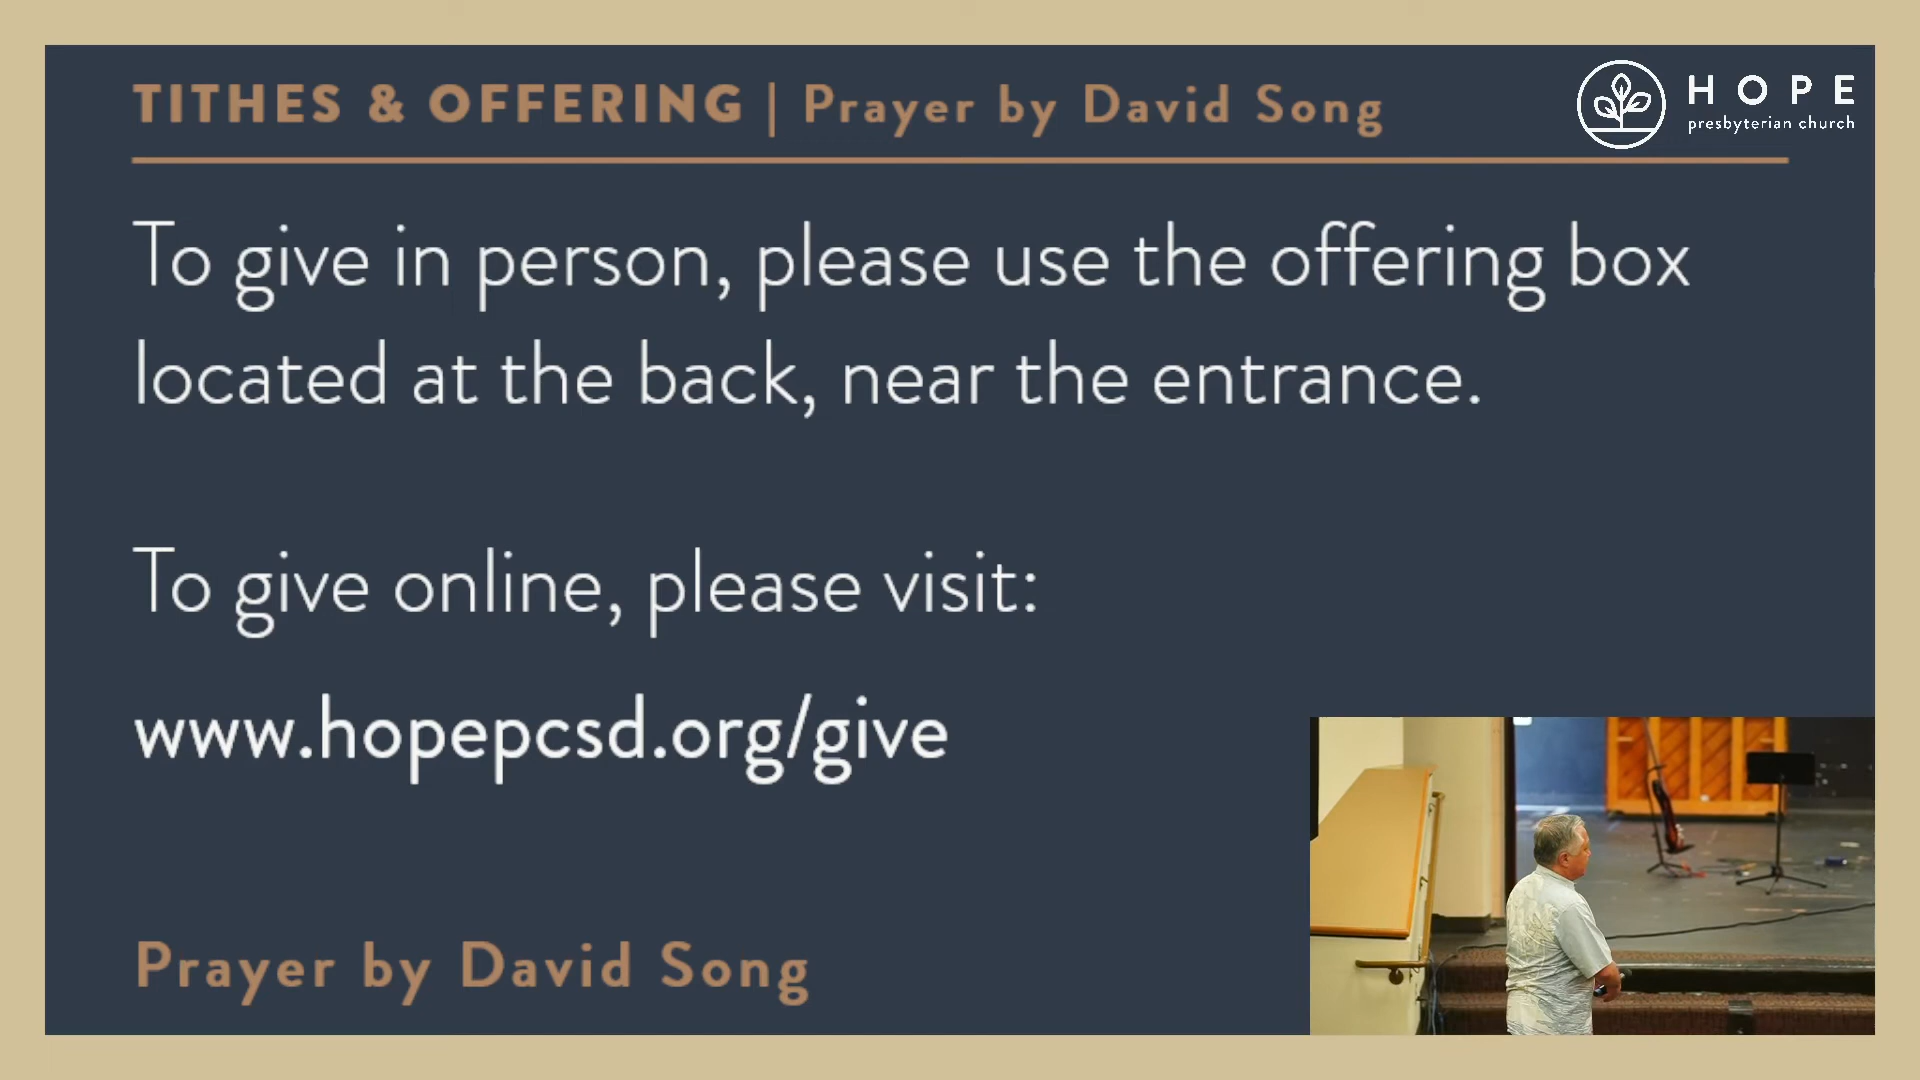 TITHES & OFFERING | Prayer by David Song
HOPE
presbyterian church
To give in person, please use the offering box
located at the back, near the entrance.
To give online, please visit:
www.hopepcsd.org/give
Prayer by David Song